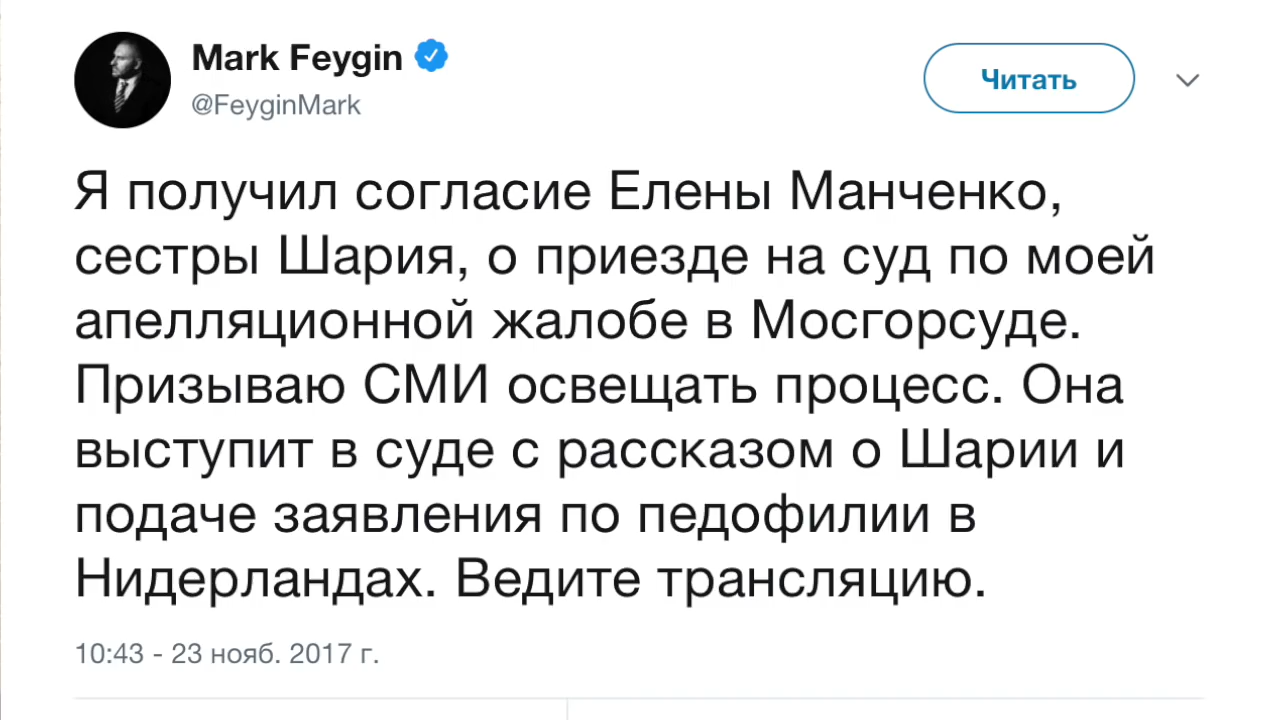 Mark Feygin
@FeyginMark
Читать
Я получил согласие Елены Манченко,
сестры Шария, о приезде на суд по моей
апелляционной жалобе в Мосгорсуде.
Призываю СМИ освещать процесс. Она
выступит в суде с рассказом о Шарии и
подаче заявления по педофилии в
Нидерландах. Ведите трансляцию.
10:43 - 23 нояб. 2017 г.